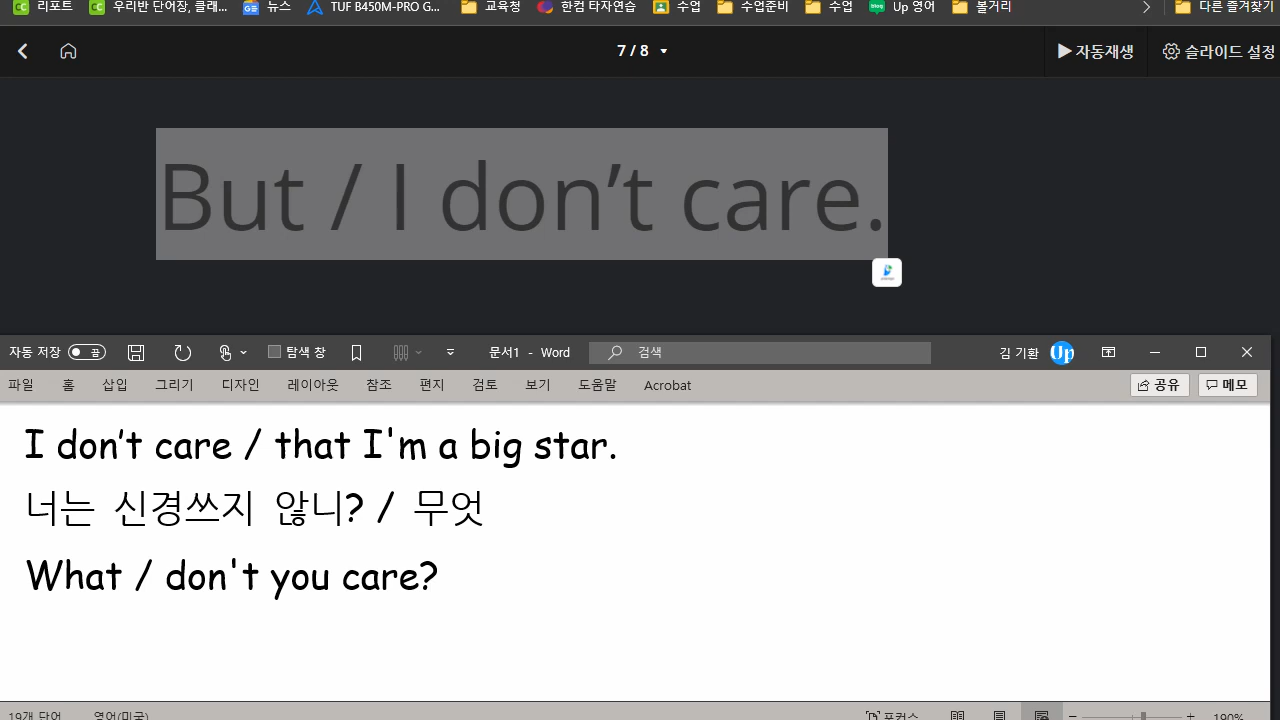 리포트 우리반 단어장, 클래... 뉴스 TUF B450M-PRO G... 교육청 한컴 타자연습 수업 수업준비 수업 Up 영어 볼거리 다른 즐겨찾기
7 / 8 자동재생 슬라이드 설정
But / I don’t care.
자동 저장 끔 탐색 창 문서1 - Word 검색 김 기환 Up
파일 홈 삽입 그리기 디자인 레이아웃 참조 편지 검토 보기 도움말 Acrobat 공유 메모
I don’t care / that I'm a big star.
너는 신경쓰지 않니? / 무엇
What / don't you care?
19개 단어 영어(미국) 포커스 190%